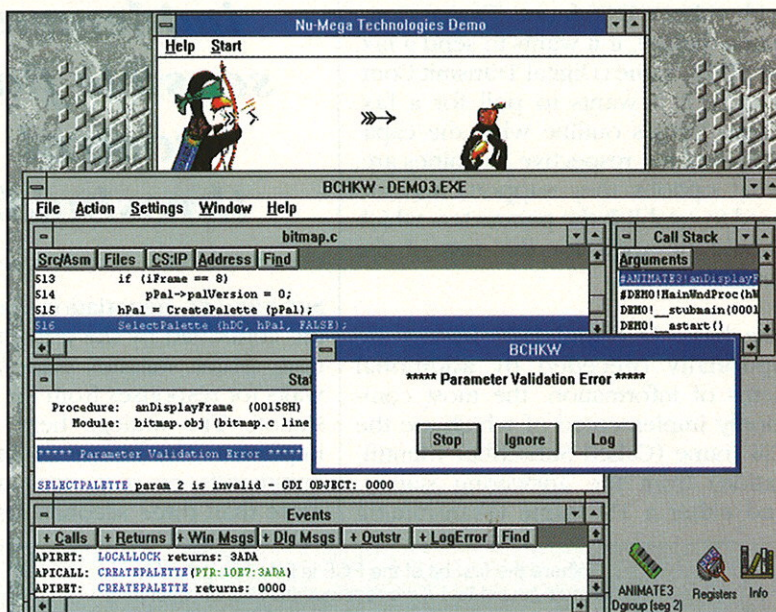 Nu-Mega Technologies Demo
Help Start
BCHKW - DEMO3.EXE
File Action Settings Window Help
bitmap.c
Src/Asm Files CS:IP Address Find
513 if (iFrame == 8)
514 pPal->palVersion = 0;
515 hPal = CreatePalette (pPal);
516 SelectPalette (hDC, hPal, FALSE);
Call Stack
Arguments
#ANIMATE3!anDisplayF
#DEMO!MainWndProc(hW
DEMO!__stubmain(0001
DEMO!__astart()
BCHKW
***** Parameter Validation Error *****
Stop Ignore Log
Stat
Procedure: anDisplayFrame (00158H)
Module: bitmap.obj (bitmap.c line
***** Parameter Validation Error *****
SELECTPALETTE param 2 is invalid - GDI OBJECT: 0000
Events
+ Calls + Returns + Win Msgs + Dlg Msgs + Outstr + LogError Find
APIRET: LOCALLOCK returns: 3ADA
APICALL: CREATEPALETTE(PTR:10E7:3ADA)
APIRET: CREATEPALETTE returns: 0000
ANIMATE3
Dgroup (seg 2)
Registers
Info